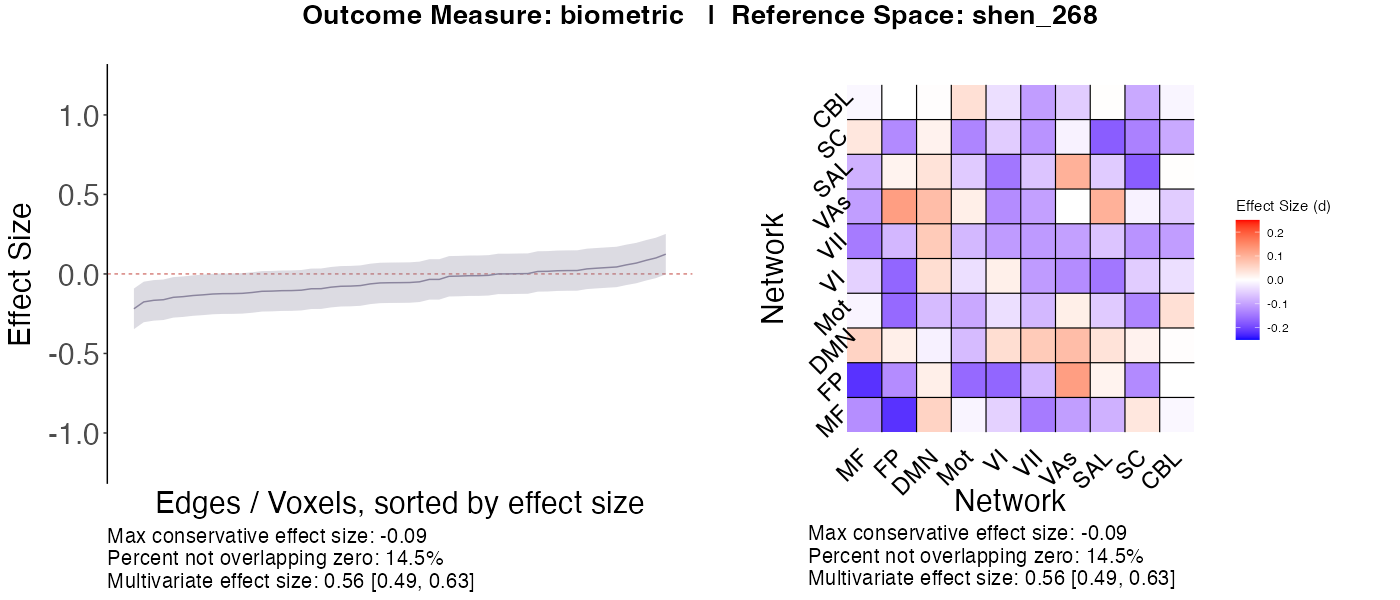 Outcome Measure: biometric | Reference Space: shen_268
Effect Size
1.0
0.5
0.0
-0.5
-1.0
Edges / Voxels, sorted by effect size
Max conservative effect size: -0.09
Percent not overlapping zero: 14.5%
Multivariate effect size: 0.56 [0.49, 0.63]
Network
CBL
SC
SAL
VAs
VII
VI
Mot
DMN
FP
MF
MF
FP
DMN
Mot
VI
VII
VAs
SAL
SC
CBL
Network
Max conservative effect size: -0.09
Percent not overlapping zero: 14.5%
Multivariate effect size: 0.56 [0.49, 0.63]
Effect Size (d)
0.2
0.1
0.0
-0.1
-0.2